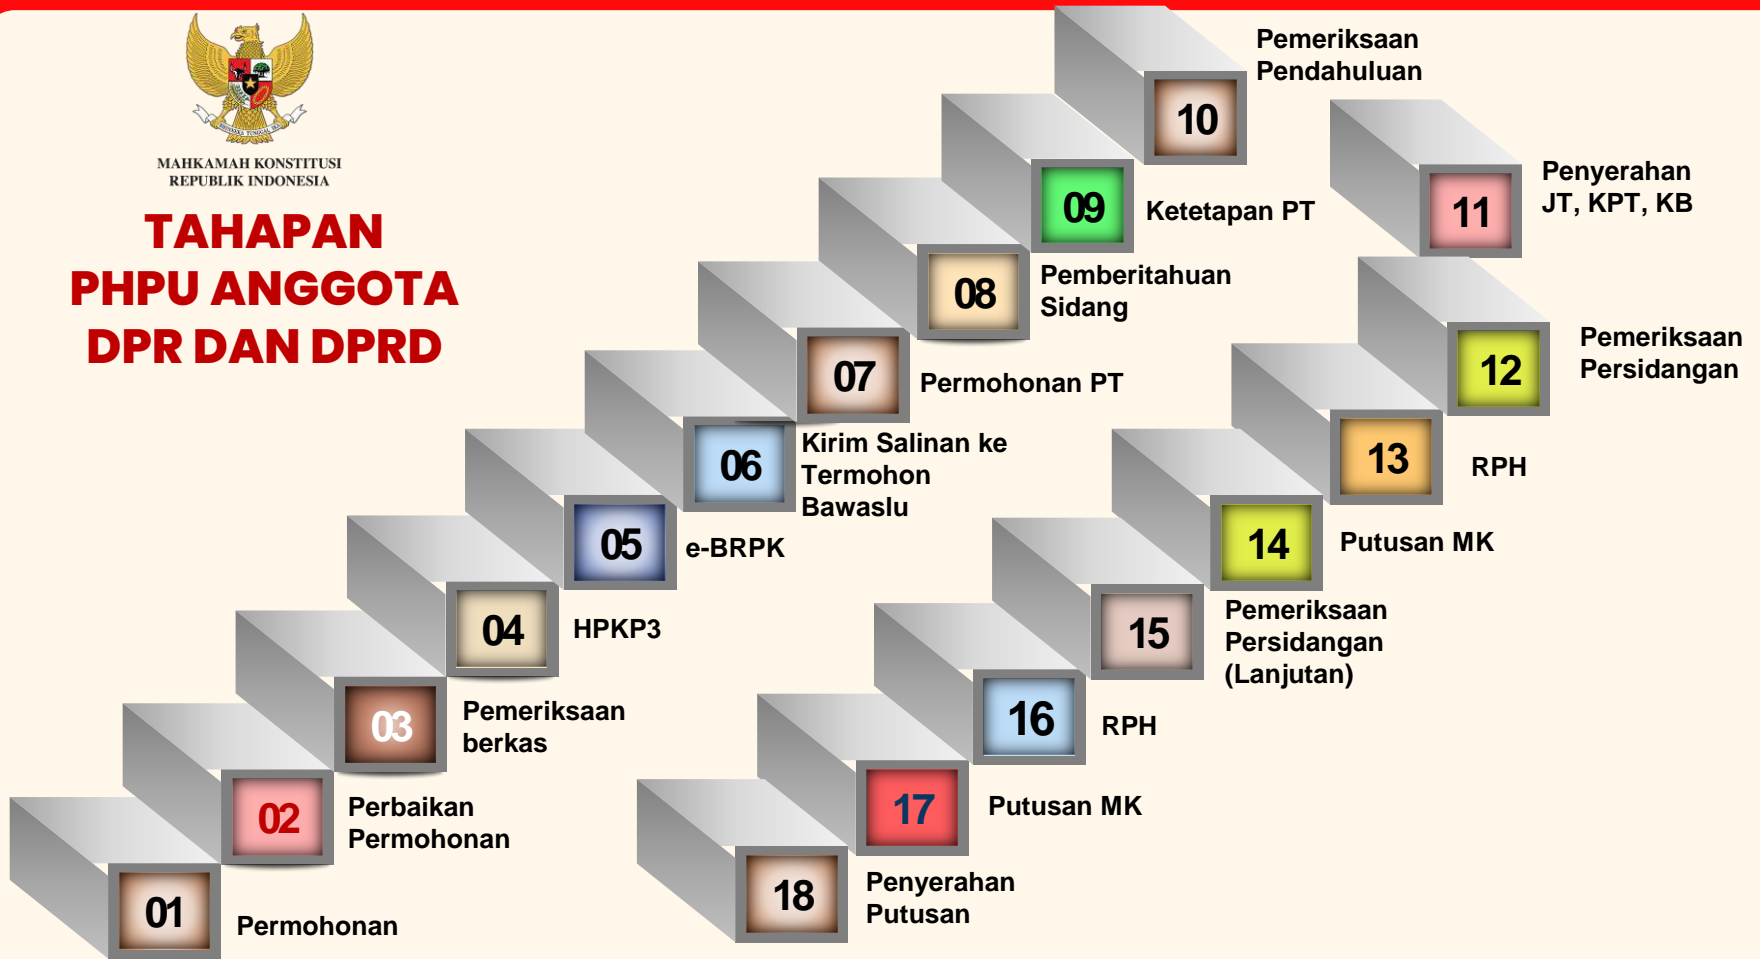 MAHKAMAH KONSTITUSI
REPUBLIK INDONESIA
TAHAPAN
PHPU ANGGOTA
DPR DAN DPRD
01
Permohonan
02
Perbaikan
Permohonan
03
Pemeriksaan
berkas
04
HPKP3
05
e-BRPK
06
Kirim Salinan ke
Termohon
Bawaslu
07
Permohonan PT
08
Pemberitahuan
Sidang
09
Ketetapan PT
10
Pemeriksaan
Pendahuluan
11
Penyerahan
JT, KPT, KB
12
Pemeriksaan
Persidangan
13
RPH
14
Putusan MK
15
Pemeriksaan
Persidangan
(Lanjutan)
16
RPH
17
Putusan MK
18
Penyerahan
Putusan